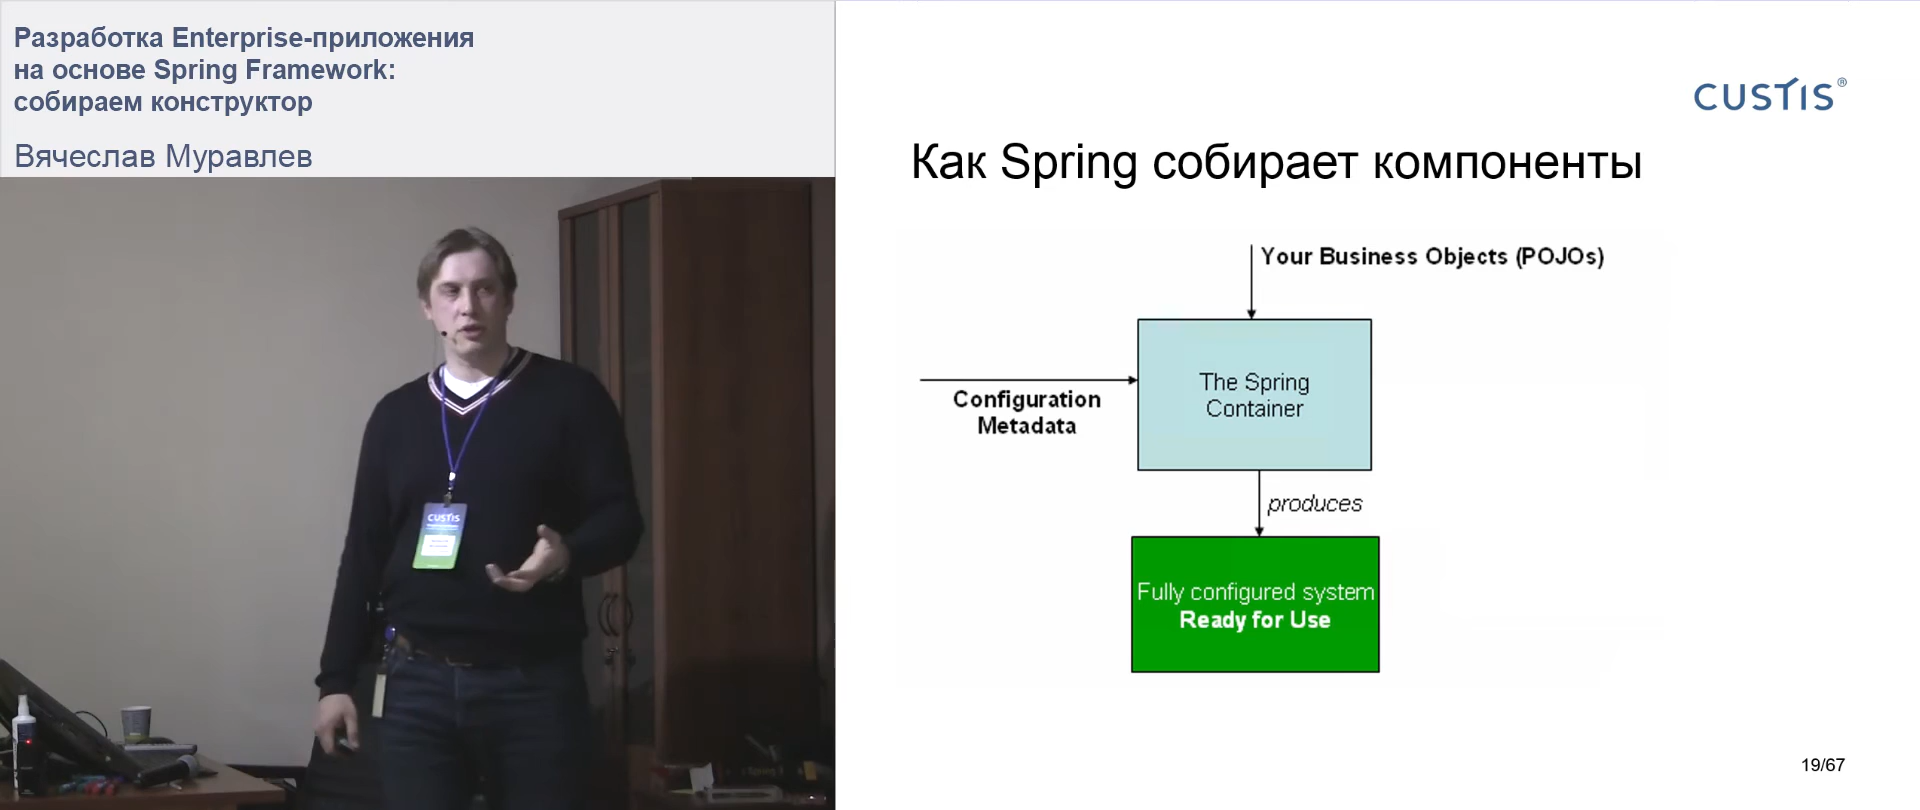 Разработка Enterprise-приложения
на основе Spring Framework:
собираем конструктор
Вячеслав Муравлев
CUSTIS
CUSTIS®
Как Spring собирает компоненты
Your Business Objects (POJOs)
Configuration
Metadata
The Spring
Container
produces
Fully configured system
Ready for Use
19/67